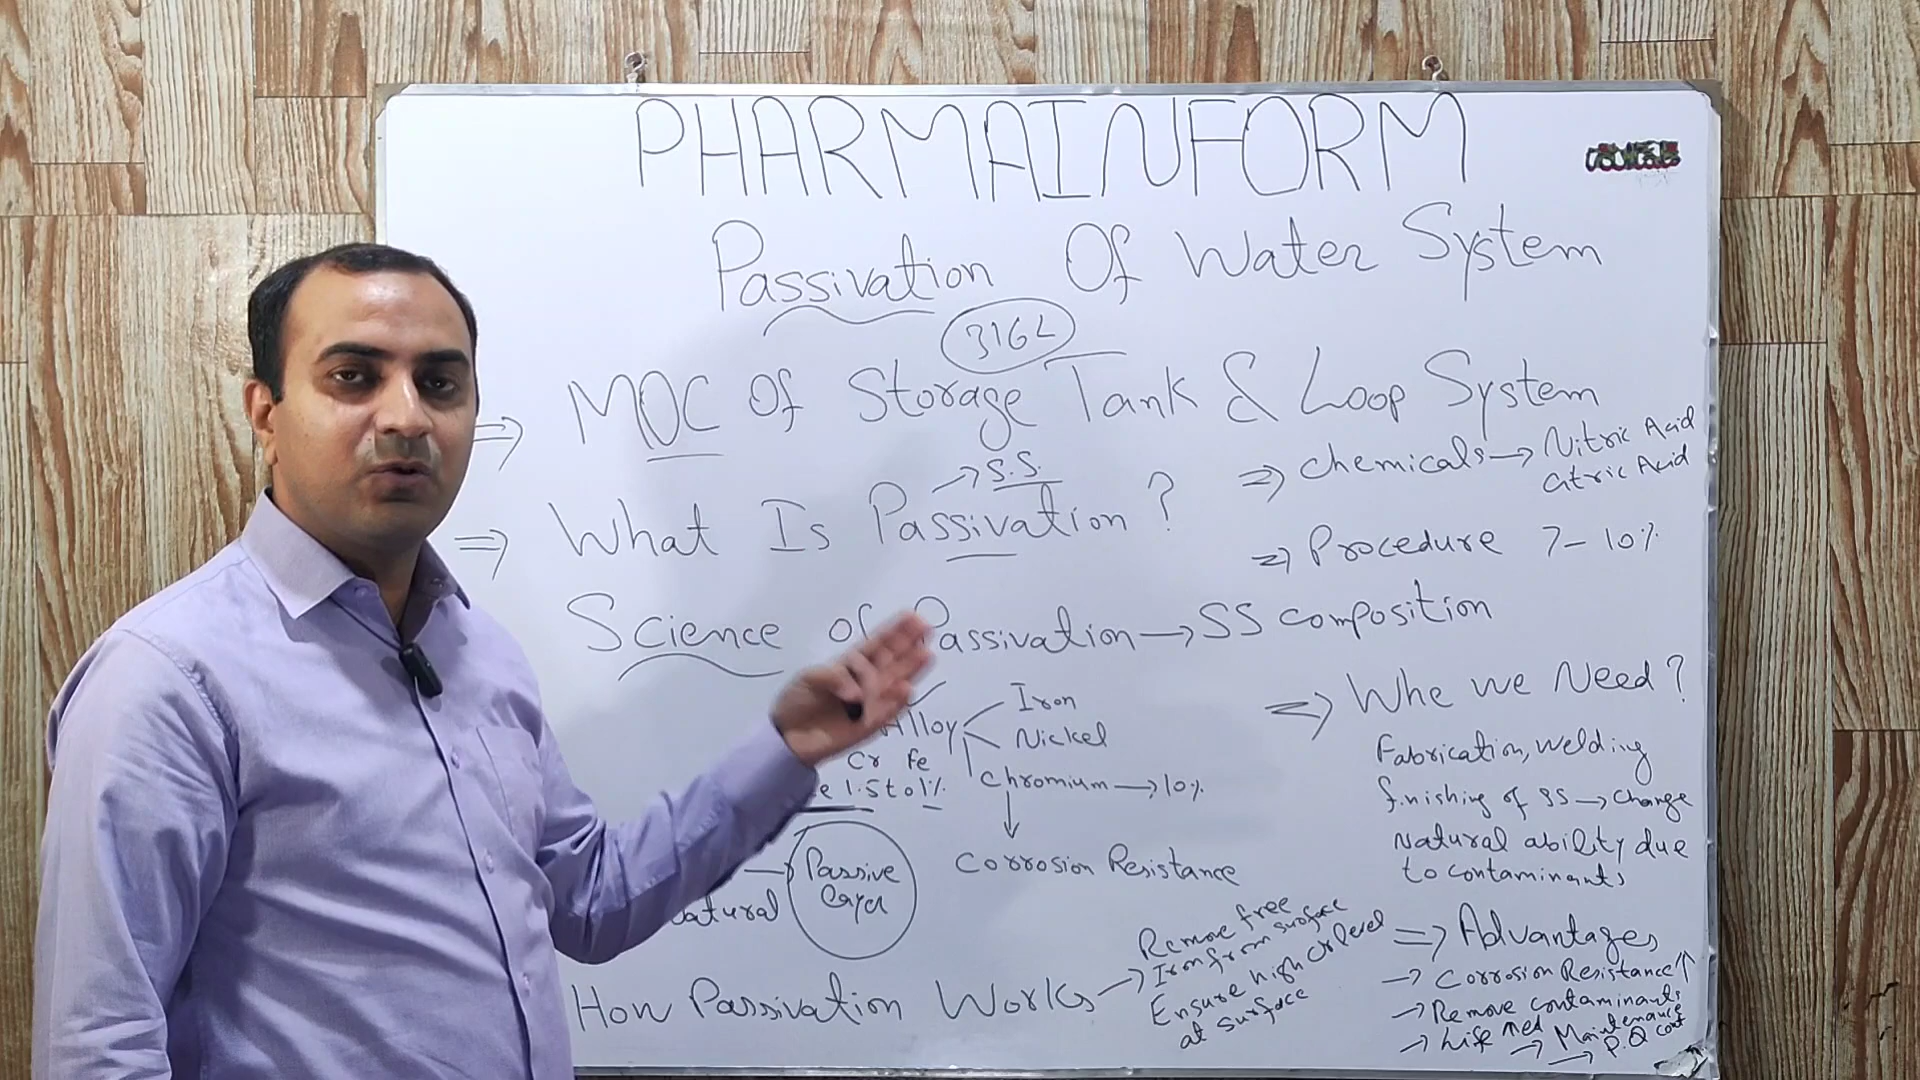 PHARMAINFORM
Passivation Of Water System
316L
⇒ MOC Of Storage Tank & Loop System
→ S.S.
⇒ What Is Passivation ?
Science of Passivation → SS composition
Alloy
Iron
Nickel
Chromium → 10%
Cr Fe
1.5 to 1%
Corrosion Resistance
→ Passive Layer
Natural
How Passivation Works → Remove free
Iron from surface
Ensure high Cr level
at surface
⇒ Chemicals → Nitric Acid
Citric Acid
⇒ Procedure 7-10%
⇒ Whe we Need ?
Fabrication, welding
finishing of SS → Change
Natural ability due
to contaminants
⇒ Advantages
→ Corrosion Resistance ↑
→ Remove contaminants
→ Life ↑ed → Maintenance
→ P.Q